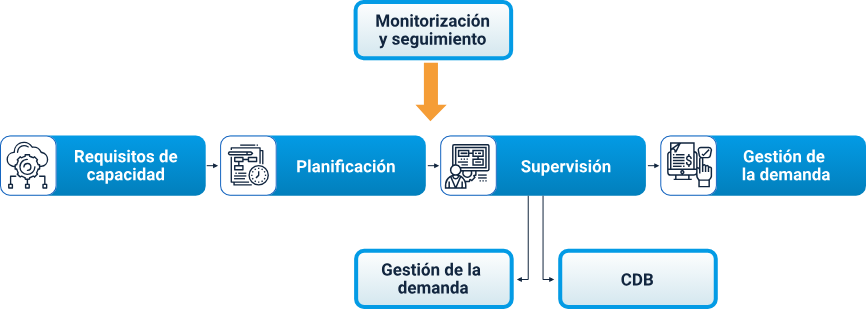 Monitorización
y seguimiento
Requisitos de
capacidad
Planificación
Supervisión
Gestión de
la demanda
Gestión de la
demanda
CDB